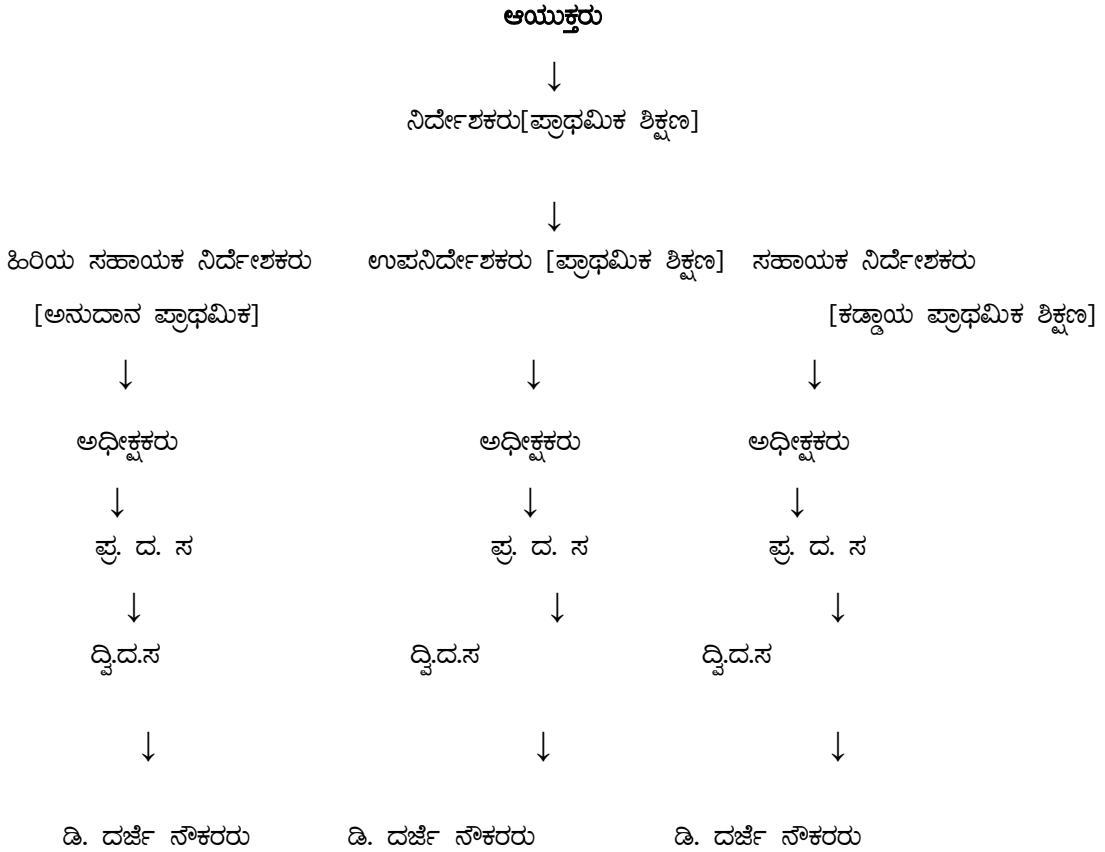 ಆಯುಕ್ತರು
↓
ನಿರ್ದೇಶಕರು[ಪ್ರಾಥಮಿಕ ಶಿಕ್ಷಣ]
↓
ಹಿರಿಯ ಸಹಾಯಕ ನಿರ್ದೇಶಕರು ಉಪನಿರ್ದೇಶಕರು [ಪ್ರಾಥಮಿಕ ಶಿಕ್ಷಣ] ಸಹಾಯಕ ನಿರ್ದೇಶಕರು
[ಅನುದಾನ ಪ್ರಾಥಮಿಕ] [ಕಡ್ಡಾಯ ಪ್ರಾಥಮಿಕ ಶಿಕ್ಷಣ]
↓ ↓ ↓
ಅಧೀಕ್ಷಕರು ಅಧೀಕ್ಷಕರು ಅಧೀಕ್ಷಕರು
↓ ↓ ↓
ಪ್ರ. ದ. ಸ ಪ್ರ. ದ. ಸ ಪ್ರ. ದ. ಸ
↓ ↓ ↓
ದ್ವಿ.ದ.ಸ ದ್ವಿ.ದ.ಸ ದ್ವಿ.ದ.ಸ
↓ ↓ ↓
ಡಿ. ದರ್ಜೆ ನೌಕರರು ಡಿ. ದರ್ಜೆ ನೌಕರರು ಡಿ. ದರ್ಜೆ ನೌಕರರು